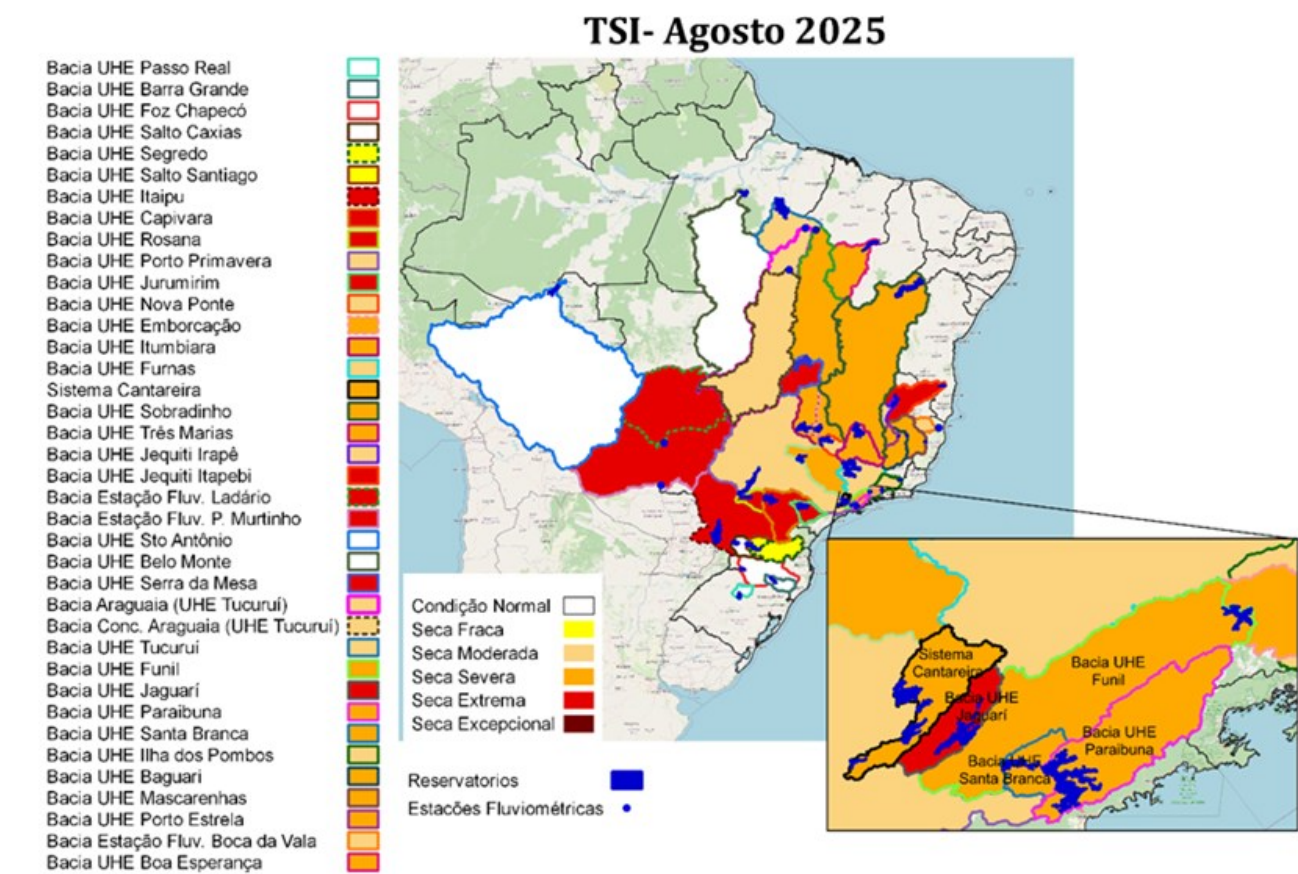 TSI- Agosto 2025
Bacia UHE Passo Real
Bacia UHE Barra Grande
Bacia UHE Foz Chapecó
Bacia UHE Salto Caxias
Bacia UHE Segredo
Bacia UHE Salto Santiago
Bacia UHE Itaipu
Bacia UHE Capivara
Bacia UHE Rosana
Bacia UHE Porto Primavera
Bacia UHE Jurumirim
Bacia UHE Nova Ponte
Bacia UHE Emborcação
Bacia UHE Itumbiara
Bacia UHE Furnas
Sistema Cantareira
Bacia UHE Sobradinho
Bacia UHE Três Marias
Bacia UHE Jequiti Irapê
Bacia UHE Jequiti Itapebi
Bacia Estação Fluv. Ladário
Bacia Estação Fluv. P. Murtinho
Bacia UHE Sto Antônio
Bacia UHE Belo Monte
Bacia UHE Serra da Mesa
Bacia Araguaia (UHE Tucuruí)
Bacia Conc. Araguaia (UHE Tucuruí)
Bacia UHE Tucuruí
Bacia UHE Funil
Bacia UHE Jaguarí
Bacia UHE Paraibuna
Bacia UHE Santa Branca
Bacia UHE Ilha dos Pombos
Bacia UHE Baguari
Bacia UHE Mascarenhas
Bacia UHE Porto Estrela
Bacia Estação Fluv. Boca da Vala
Bacia UHE Boa Esperança
Condição Normal
Seca Fraca
Seca Moderada
Seca Severa
Seca Extrema
Seca Excepcional
Reservatorios
Estacões Fluviométricas
Sistema
Cantareira
Bacia UHE
Jaguarí
Bacia UHE
Funil
Bacia UHE
Paraibuna
Bacia UHE
Santa Branca